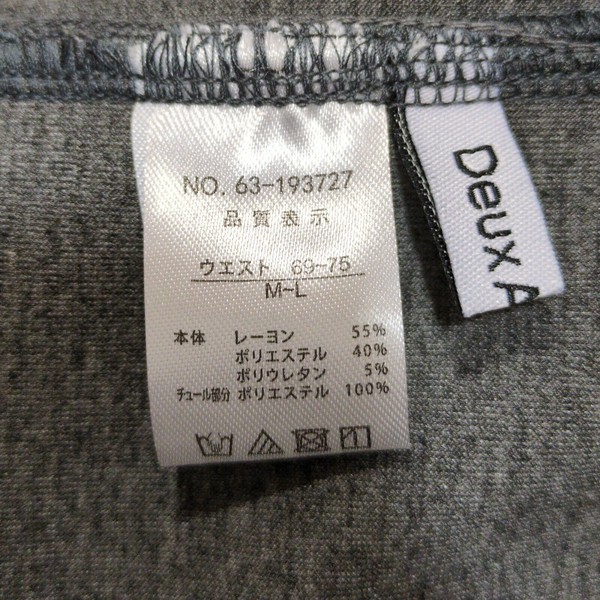 NO. 63-193727
品質表示
ウエスト 69-75
M~L
本体 レーヨン 55%
ポリエステル 40%
ポリウレタン 5%
チュール部分 ポリエステル 100%
Deux A